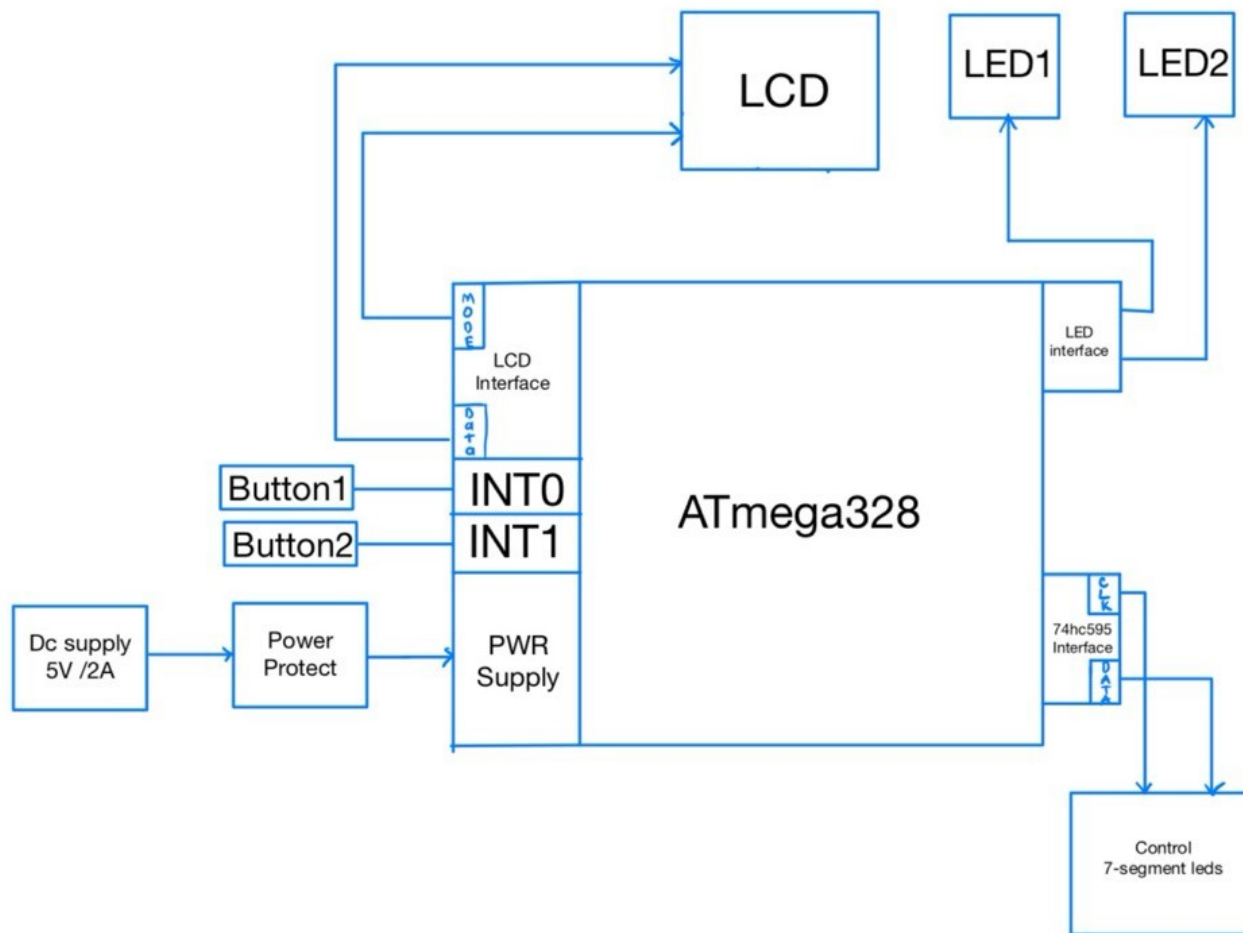 LCD
LED1
LED2
MODE
LCD
Interface
Data
LED
interface
Button1
INT0
Button2
INT1
ATmega328
Dc supply
5V /2A
Power
Protect
PWR
Supply
CLK
74hc595
Interface
DATA
Control
7-segment leds